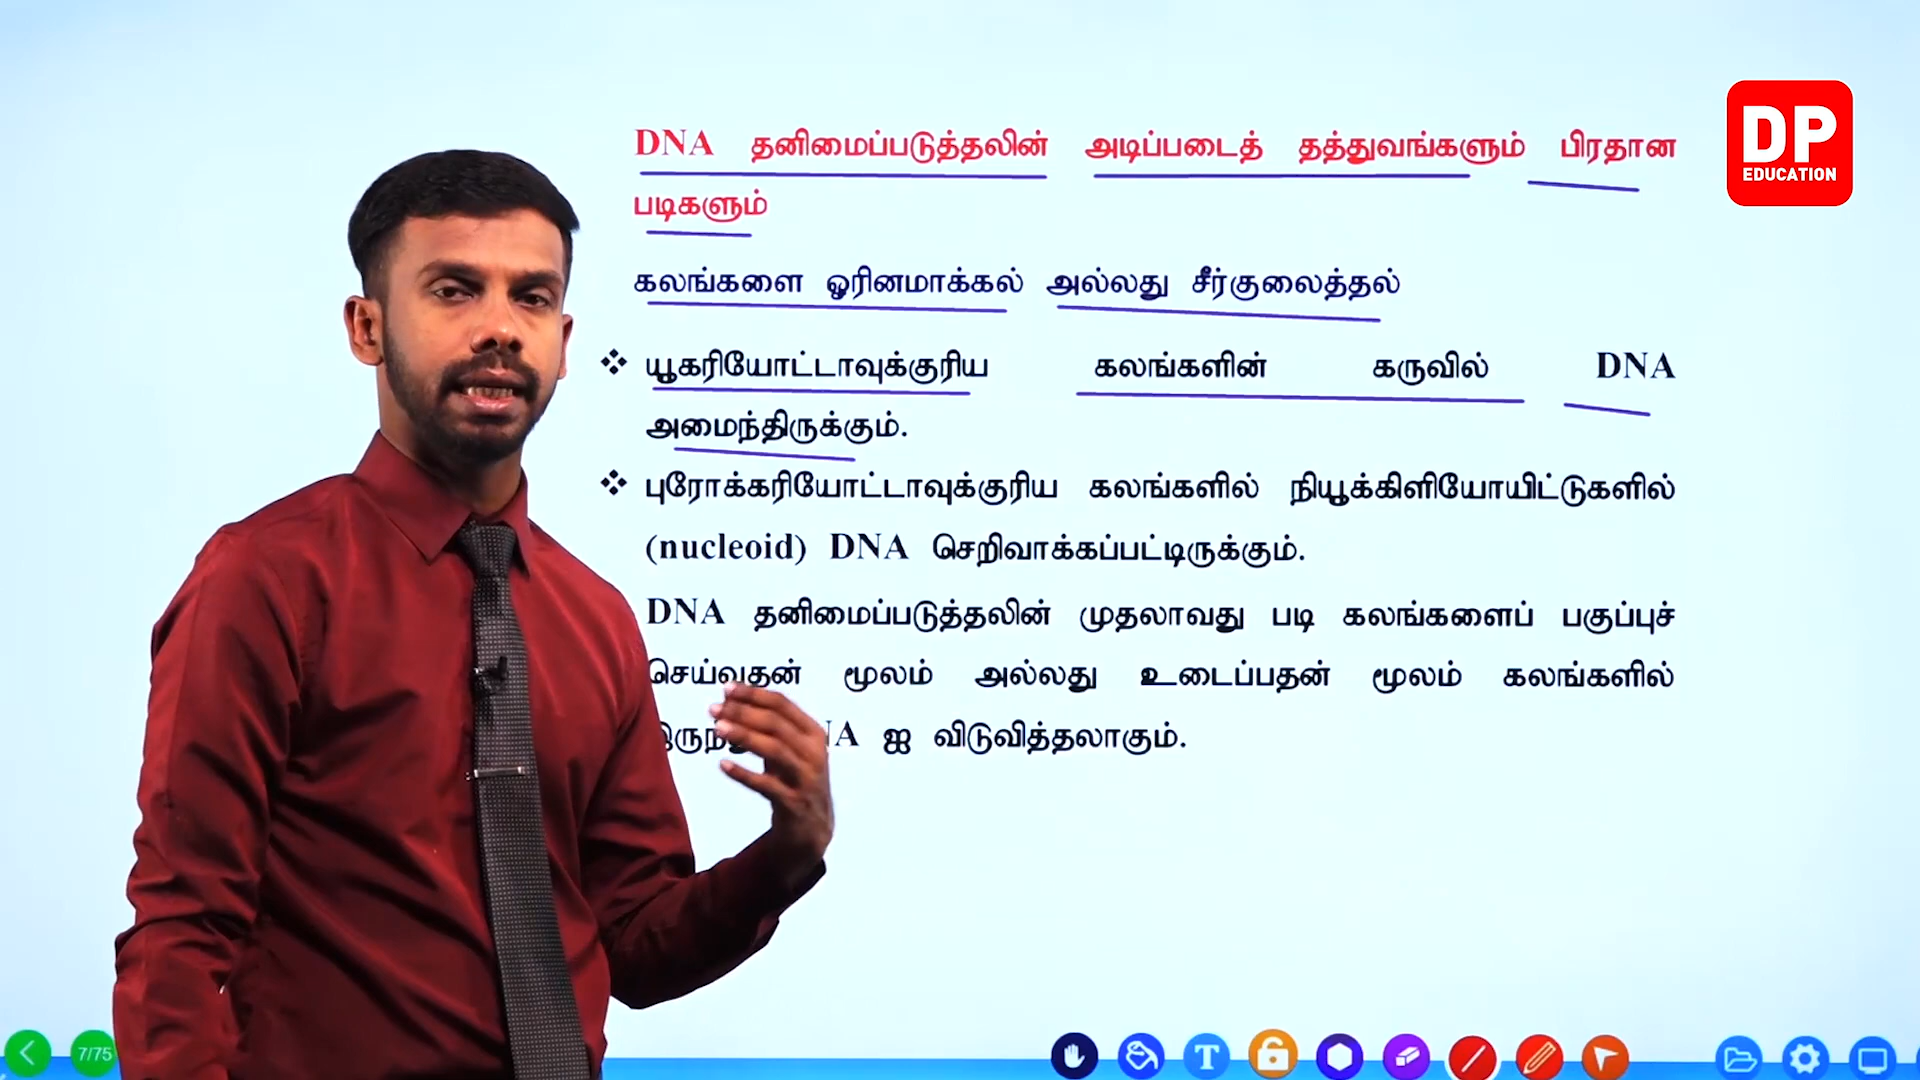 DNA தனிமைப்படுத்தலின் அடிப்படைத் தத்துவங்களும் பிரதான
படிகளும்
கலங்களை ஓரினமாக்கல் அல்லது சீர்குலைத்தல்
❖ யூகரியோட்டாவுக்குரிய கலங்களின் கருவில் DNA
அமைந்திருக்கும்.
❖ புரோக்கரியோட்டாவுக்குரிய கலங்களில் நியூக்கிளியோயிட்டுகளில்
(nucleoid) DNA செறிவாக்கப்பட்டிருக்கும்.
DNA தனிமைப்படுத்தலின் முதலாவது படி கலங்களைப் பகுப்புச்
செய்வதன் மூலம் அல்லது உடைப்பதன் மூலம் கலங்களில்
ஐ விடுவித்தலாகும்.
DP
EDUCATION
7/75
T